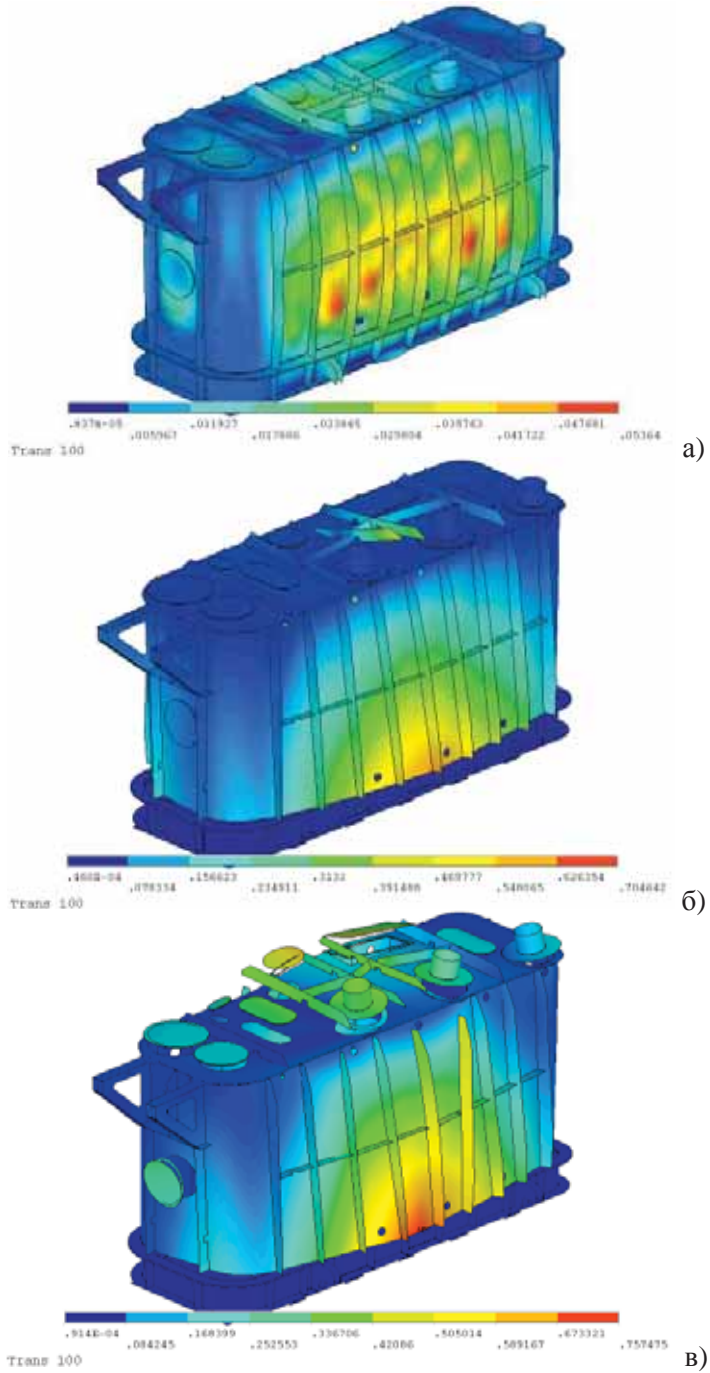 .837E-05 .011927 .023845 .035763 .047681
.005967 .017886 .029804 .041722 .05364
Trans 100
а)
.460E-04 .156623 .3132 .469777 .626354
.078334 .234911 .391488 .548065 .704642
Trans 100
б)
.914E-04 .168399 .336706 .505014 .673321
.084245 .252553 .42086 .589167 .757475
Trans 100
в)